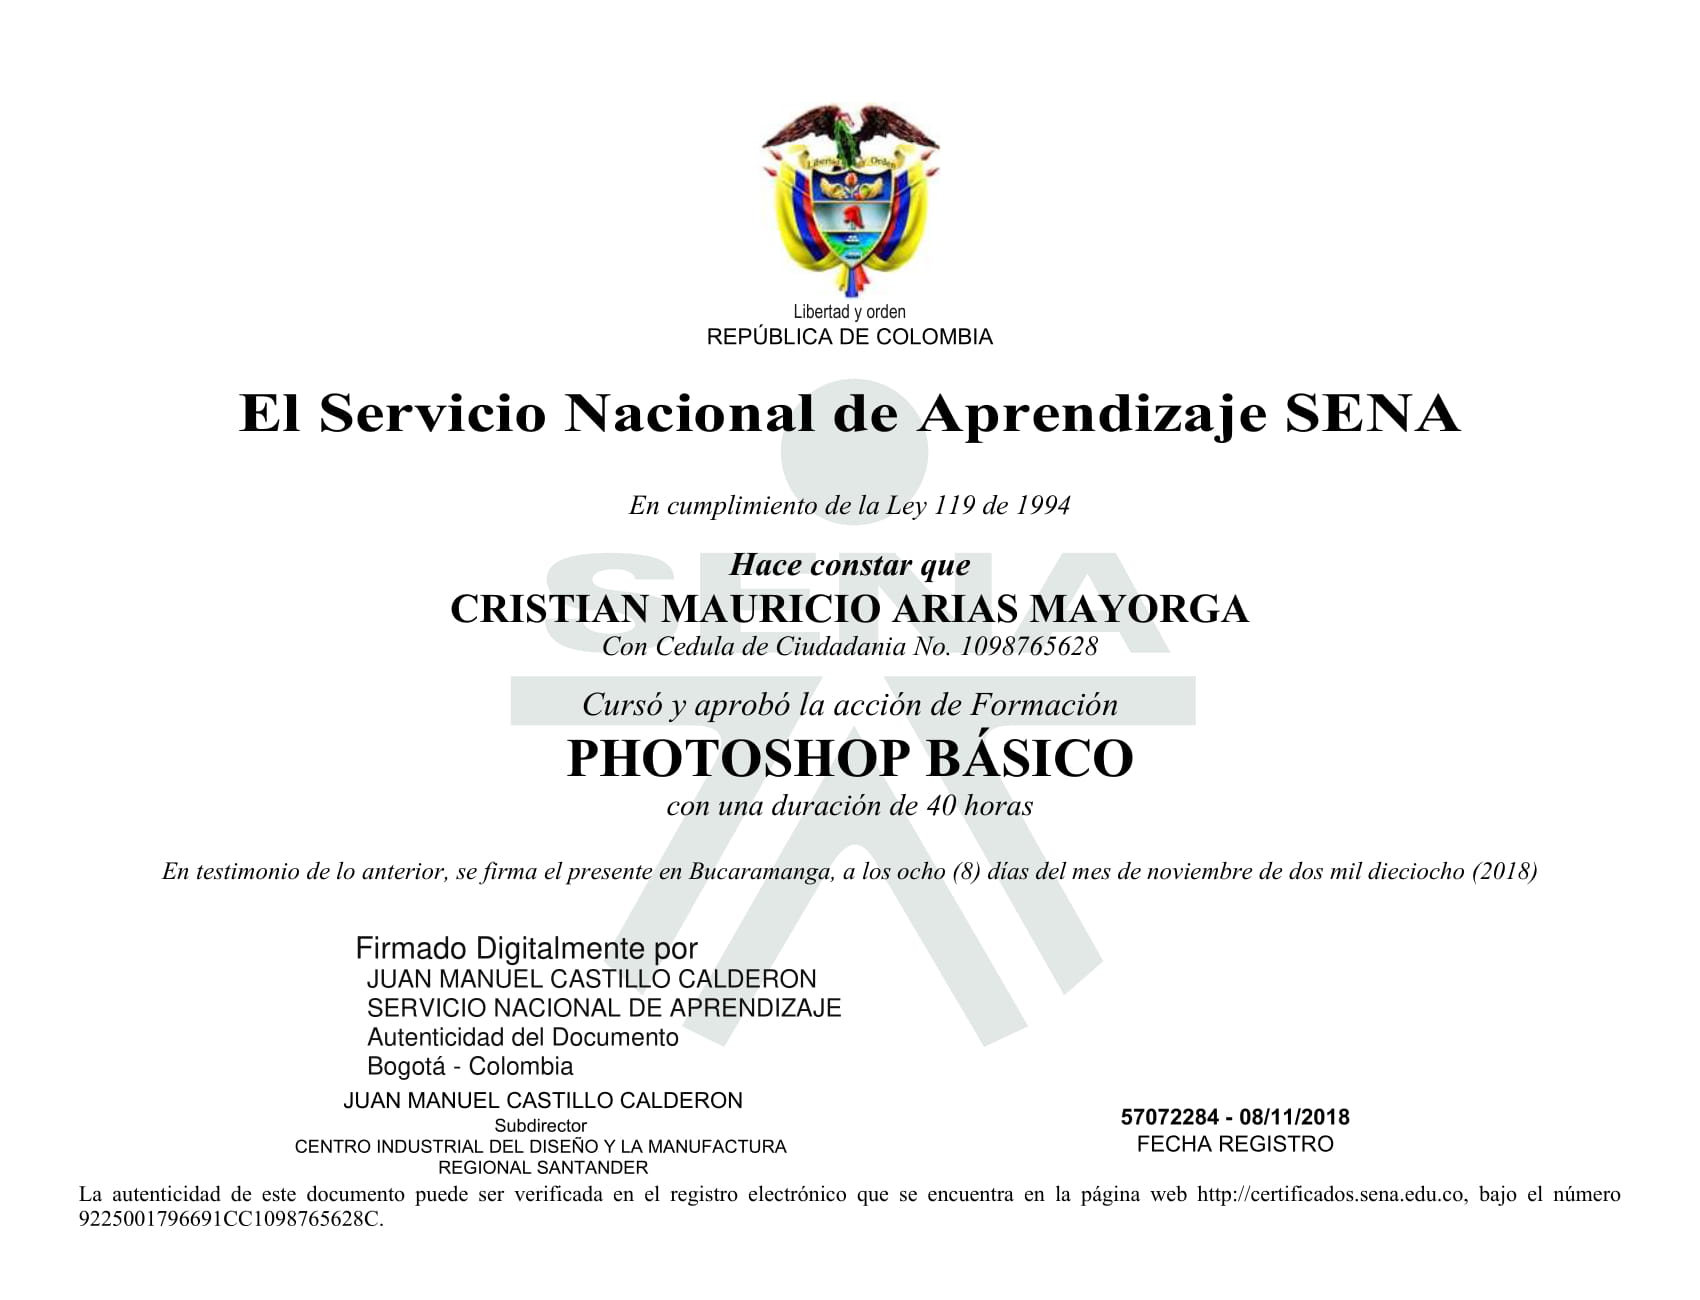 Libertad y Orden
Libertad y orden
REPÚBLICA DE COLOMBIA
El Servicio Nacional de Aprendizaje SENA
En cumplimiento de la Ley 119 de 1994
SENA
Hace constar que
CRISTIAN MAURICIO ARIAS MAYORGA
Con Cedula de Ciudadania No. 1098765628
Cursó y aprobó la acción de Formación
PHOTOSHOP BÁSICO
con una duración de 40 horas
En testimonio de lo anterior, se firma el presente en Bucaramanga, a los ocho (8) días del mes de noviembre de dos mil dieciocho (2018)
Firmado Digitalmente por
JUAN MANUEL CASTILLO CALDERON
SERVICIO NACIONAL DE APRENDIZAJE
Autenticidad del Documento
Bogotá - Colombia
JUAN MANUEL CASTILLO CALDERON
Subdirector
CENTRO INDUSTRIAL DEL DISEÑO Y LA MANUFACTURA
REGIONAL SANTANDER
57072284 - 08/11/2018
FECHA REGISTRO
La autenticidad de este documento puede ser verificada en el registro electrónico que se encuentra en la página web http://certificados.sena.edu.co, bajo el número
9225001796691CC1098765628C.